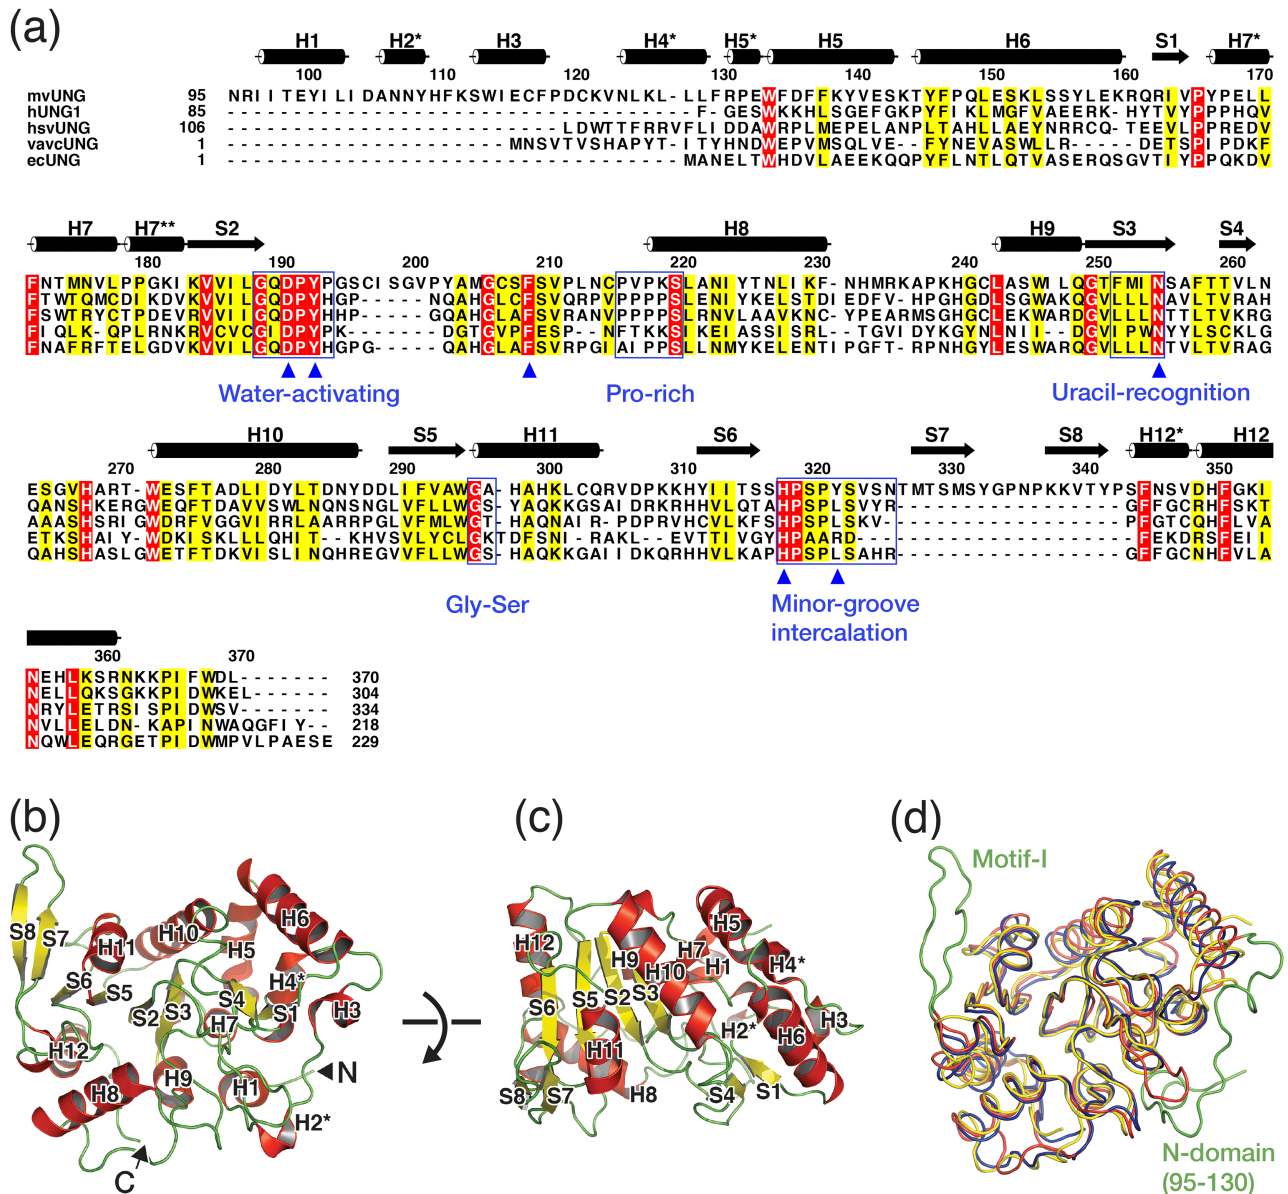 (a)
H1 H2* H3 H4* H5* H5 H6 S1 H7*
100 110 120 130 140 150 160 170
mvUNG 95 NRIITEYILIDANNYHFKSWIECFPDCKVNLKL-LLFRPEWFDFFKYVESKTYFPQLESKLSSYLEKRQRIVPYPELL
hUNG1 85 -----------------------------------F-GESWKKHLSGEFGKPYFIKLMGFVAEERK-HYTVYPPPHQV
hsvUNG 106 -------------------------LDWTTFRRVFLIDDAWRPLMEPELANPLTAHLLAEYNRRCQ-TEEVLPPREDV
vavcUNG 1 ---------------------MNSVTVSHAPYT-ITYHNDWEPVMSQLVE--FYNEVASWLLR-----DETSPIPDKF
ecUNG 1 ----------------------------------MANELTWHDVLAEEKQQPYFLNTLQTVASERQSGVTIYPPQKDV
H7 H7** S2 H8 H9 S3 S4
180 190 200 210 220 230 240 250 260
FNTMNVLPPGKIKVVILGQDPYPGSCISGVPYAMGCSFSVPLNCPVPKSLANIYTNLIKF-NHMRKAPKHGCLASWILQGTFMINSAFTTVLN
FTWTQMCDIKDVKVVILGQDPYHGP-----NQAHGLCFSVQRPVPPPPSLENIYKELSTDIEDFV-HPGHGDLSGWAKQGVLLLNAVLTVRAH
FSWTRYCTPDEVRVVIIGQDPYHHP-----GQAHGLAFSVRANVPPPPSLRNVLAAVKNC-YPEARMSGHGCLEKWARDGVLLLNTTLTVKRG
FIQLK-QPLRNKRVCVCGIDPYPK------DGTGVPFESP--NFTKKSIKEIASSISRL---TGVIDYKGYNLNII--DGVIPWNYYLSCKLG
FNAFRFTELGDVKVVILGQDPYHGPG----QAHGLAFSVRPGIAIPPSLLNMYKELENTIPGFT-RPNHGYLESWARQGVLLLNTVLTVRAG
Water-activating Pro-rich Uracil-recognition
H10 S5 H11 S6 S7 S8 H12* H12
270 280 290 300 310 320 330 340 350
ESGVHART-WESFTADLIDYLTDNYDDLIFVAWGA-HAHKLCQRVDPKKHYIITSSHPSPYSVSNTMTSMSYGPNPKKVTYPSFNSVDHFGKI
QANSHKERGWEQFTDAVVSWLNQNSNGLVFLLWGS-YAQKKGSAIDRKRHHVLQTAHPSPLSVYR-----------------GFFGCRHFSKT
AAASHSRIGWDRFVGGVIRRLAARRPGLVFMLWGT-HAQNAIR-PDPRVHCVLKFSHPSPLSKV------------------PFGTCQHFLVA
ETKSHAIY-WDKISKLLLQHIT--KHVSVLYCLGKTDFSNI-RAKL--EVTTIVGYHPAARD---------------------FEKDRSFEII
QAHSHASLGWETFTDKVISLINQHREGVVFLLWGS-HAQKKGAIIDKQRHHVLKAPHPSPLSAHR-----------------GFFGCNHFVLA
Gly-Ser Minor-groove
intercalation
360 370
NEHLKSRNKKPIFWDL------- 370
NELLQKSGKKPIDWKEL------ 304
NRYLETRSISPIDWSV------- 334
NVLLELDN-KAPINWAQGFIY-- 218
NQWLEQRGETPIDWMPVLPAESE 229
(b)
S8 S7 H11 H10 H5 H6
S6 S5 S2 S3 S4 H4* S1 H3
H12 H7
H8 H9 H1 N
H2*
C
(c)
H12 H9 H7 H5
H10 H1 H4*
S6 S5 S2 S3
H2* H6 H3
H11
S8 S7 H8 S4 S1
(d)
Motif-I
N-domain
(95-130)